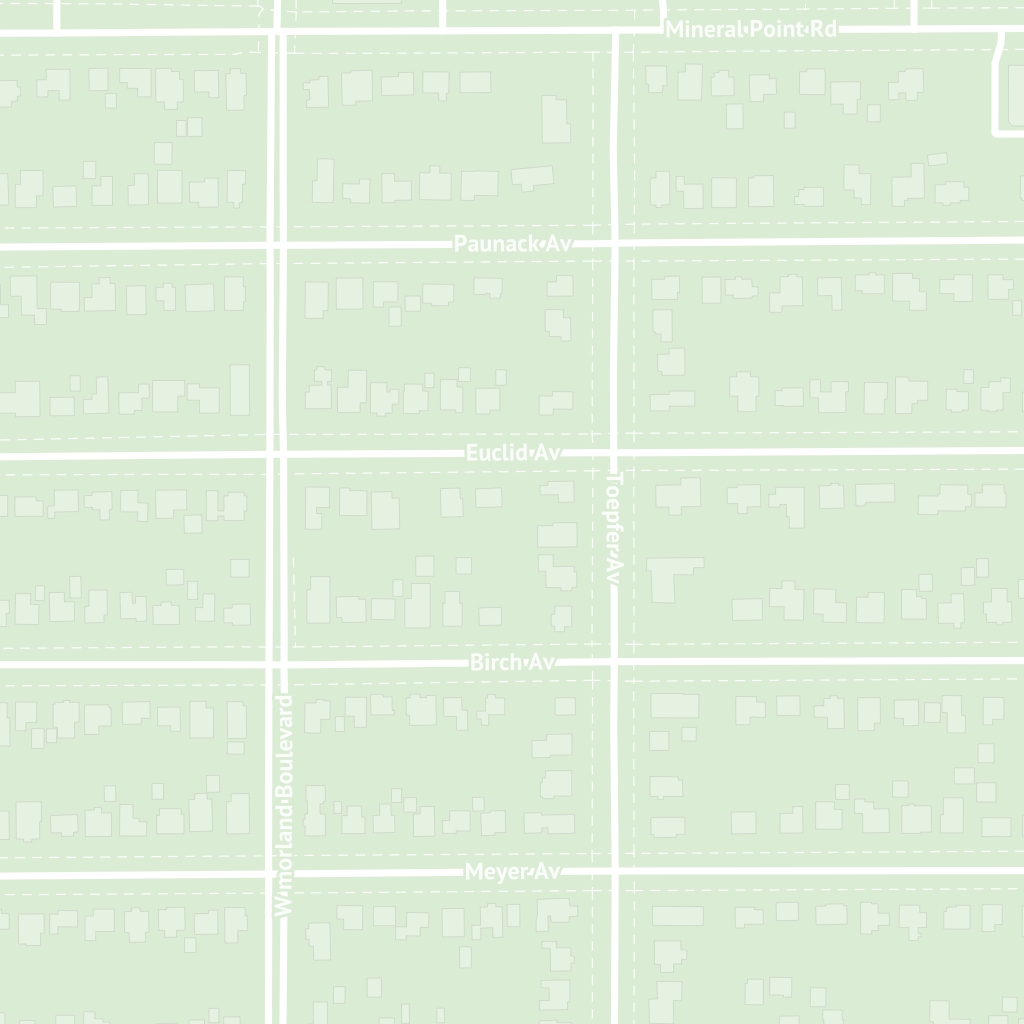 Mineral Point Rd
Paunack Av
Euclid Av
Toepfer Av
Birch Av
W morland Boulevard
Meyer Av